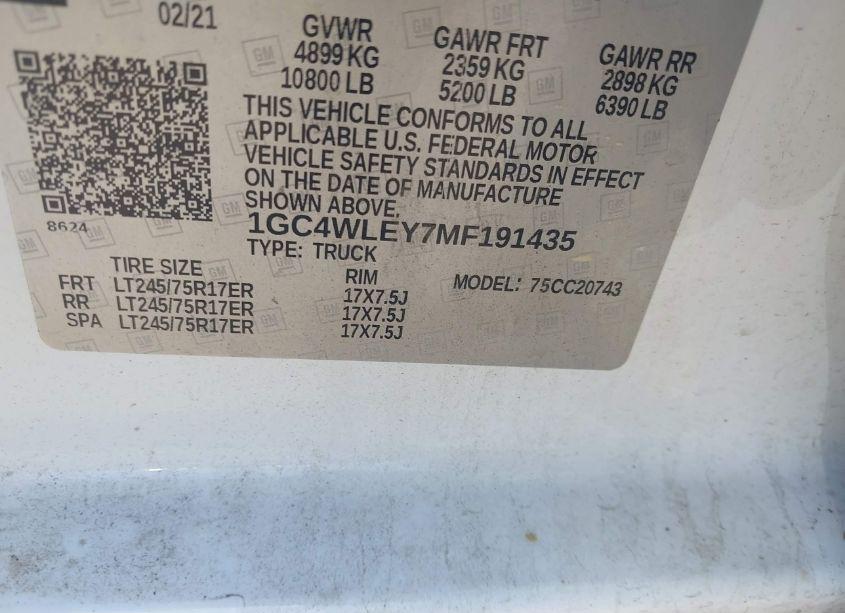 02/21
GVWR
4899 KG
10800 LB
GAWR FRT
2359 KG
5200 LB
GAWR RR
2898 KG
6390 LB
THIS VEHICLE CONFORMS TO ALL
APPLICABLE U.S. FEDERAL MOTOR
VEHICLE SAFETY STANDARDS IN EFFECT
ON THE DATE OF MANUFACTURE
SHOWN ABOVE.
8624
1GC4WLEY7MF191435
TYPE: TRUCK
TIRE SIZE RIM MODEL: 75CC20743
FRT LT245/75R17ER 17X7.5J
RR LT245/75R17ER 17X7.5J
SPA LT245/75R17ER 17X7.5J